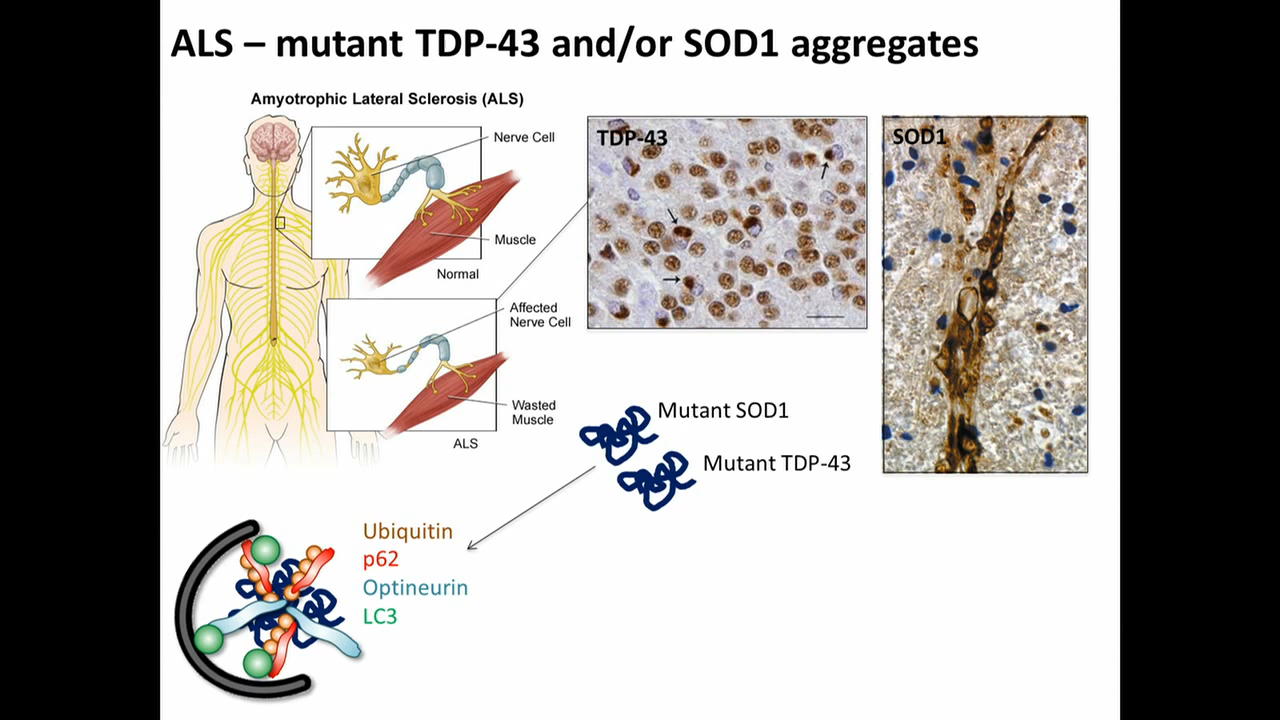 ALS – mutant TDP-43 and/or SOD1 aggregates
Amyotrophic Lateral Sclerosis (ALS)
Nerve Cell
Muscle
Normal
Affected
Nerve Cell
Wasted
Muscle
ALS
TDP-43
SOD1
Mutant SOD1
Mutant TDP-43
Ubiquitin
p62
Optineurin
LC3